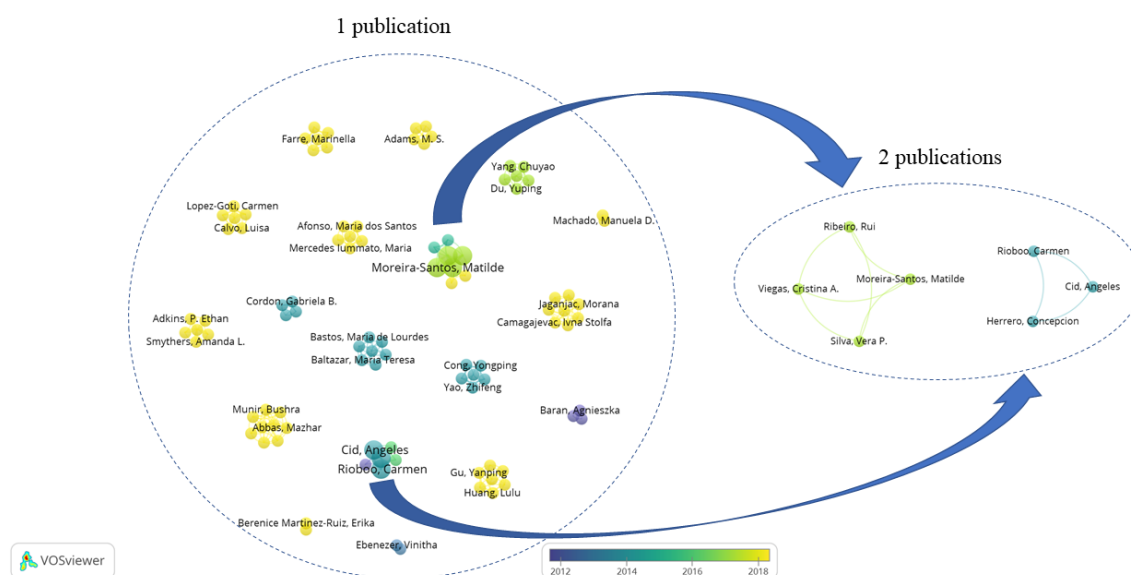 1 publication
2 publications
Farre, Marinella
Adams, M. S.
Yang, Chuyao
Du, Yuping
Lopez-Goti, Carmen
Calvo, Luisa
Afonso, Maria dos Santos
Mercedes Iummato, Maria
Machado, Manuela D.
Moreira-Santos, Matilde
Cordon, Gabriela B.
Jaganjac, Morana
Camagajevac, Ivna Stolfa
Adkins, P. Ethan
Smythers, Amanda L.
Bastos, Maria de Lourdes
Baltazar, Maria Teresa
Cong, Yongping
Yao, Zhifeng
Munir, Bushra
Abbas, Mazhar
Baran, Agnieszka
Cid, Angeles
Rioboo, Carmen
Gu, Yanping
Huang, Lulu
Berenice Martinez-Ruiz, Erika
Ebenezer, Vinitha
Ribeiro, Rui
Viegas, Cristina A.
Moreira-Santos, Matilde
Silva, Vera P.
Rioboo, Carmen
Cid, Angeles
Herrero, Concepcion
VOSviewer
2012 2014 2016 2018